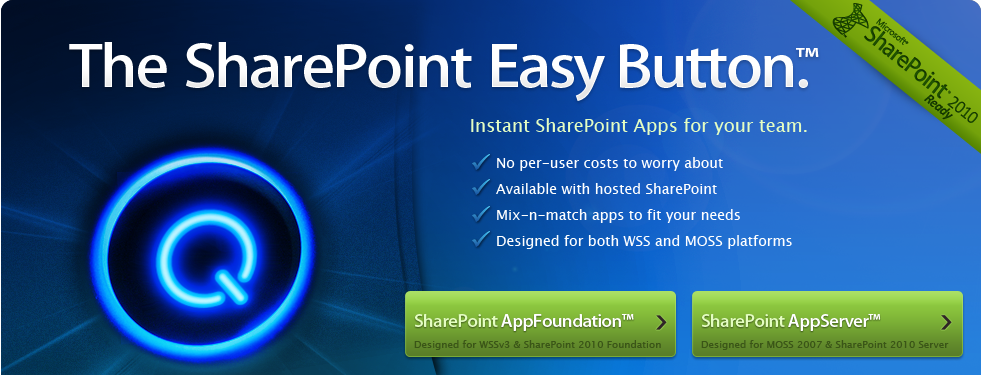 The SharePoint Easy Button.™
Microsoft®
SharePoint® 2010
Ready
Instant SharePoint Apps for your team.
No per-user costs to worry about
Available with hosted SharePoint
Mix-n-match apps to fit your needs
Designed for both WSS and MOSS platforms
Q
SharePoint AppFoundation™
Designed for WSSv3 & SharePoint 2010 Foundation
SharePoint AppServer™
Designed for MOSS 2007 & SharePoint 2010 Server